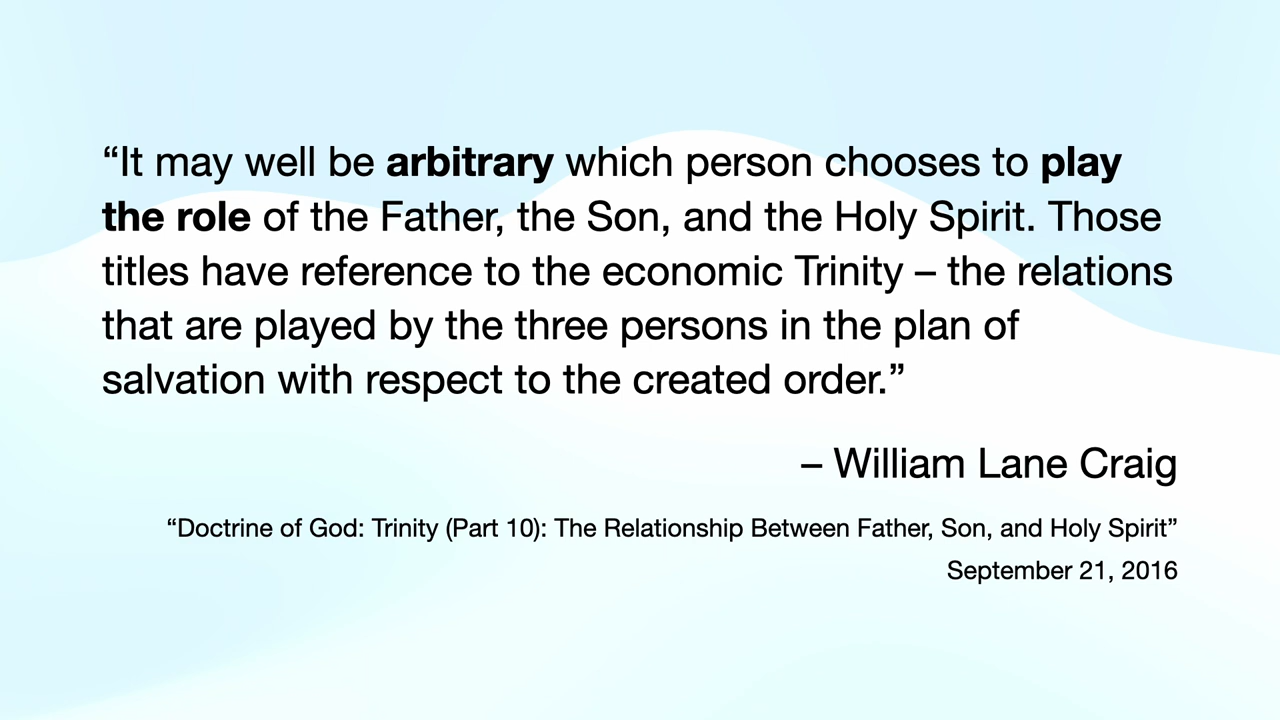 “It may well be arbitrary which person chooses to play
the role of the Father, the Son, and the Holy Spirit. Those
titles have reference to the economic Trinity – the relations
that are played by the three persons in the plan of
salvation with respect to the created order.”
– William Lane Craig
“Doctrine of God: Trinity (Part 10): The Relationship Between Father, Son, and Holy Spirit”
September 21, 2016